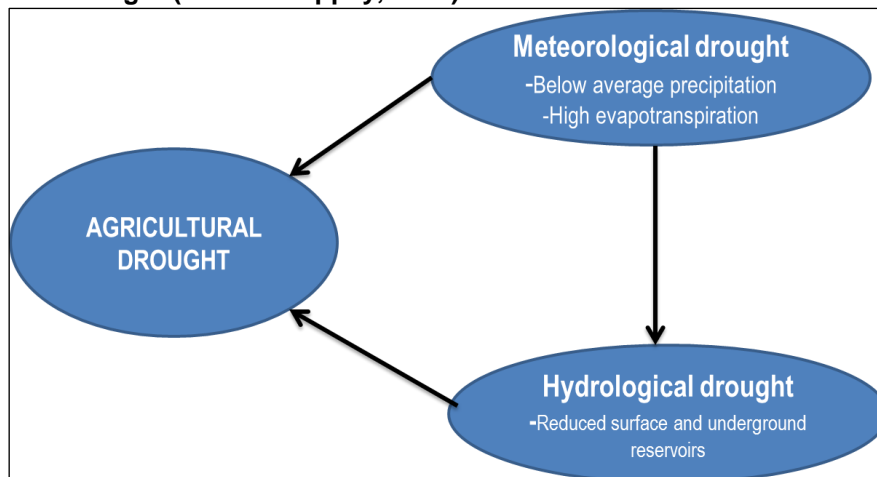 Meteorological drought
-Below average precipitation
-High evapotranspiration
AGRICULTURAL
DROUGHT
Hydrological drought
-Reduced surface and underground
reservoirs